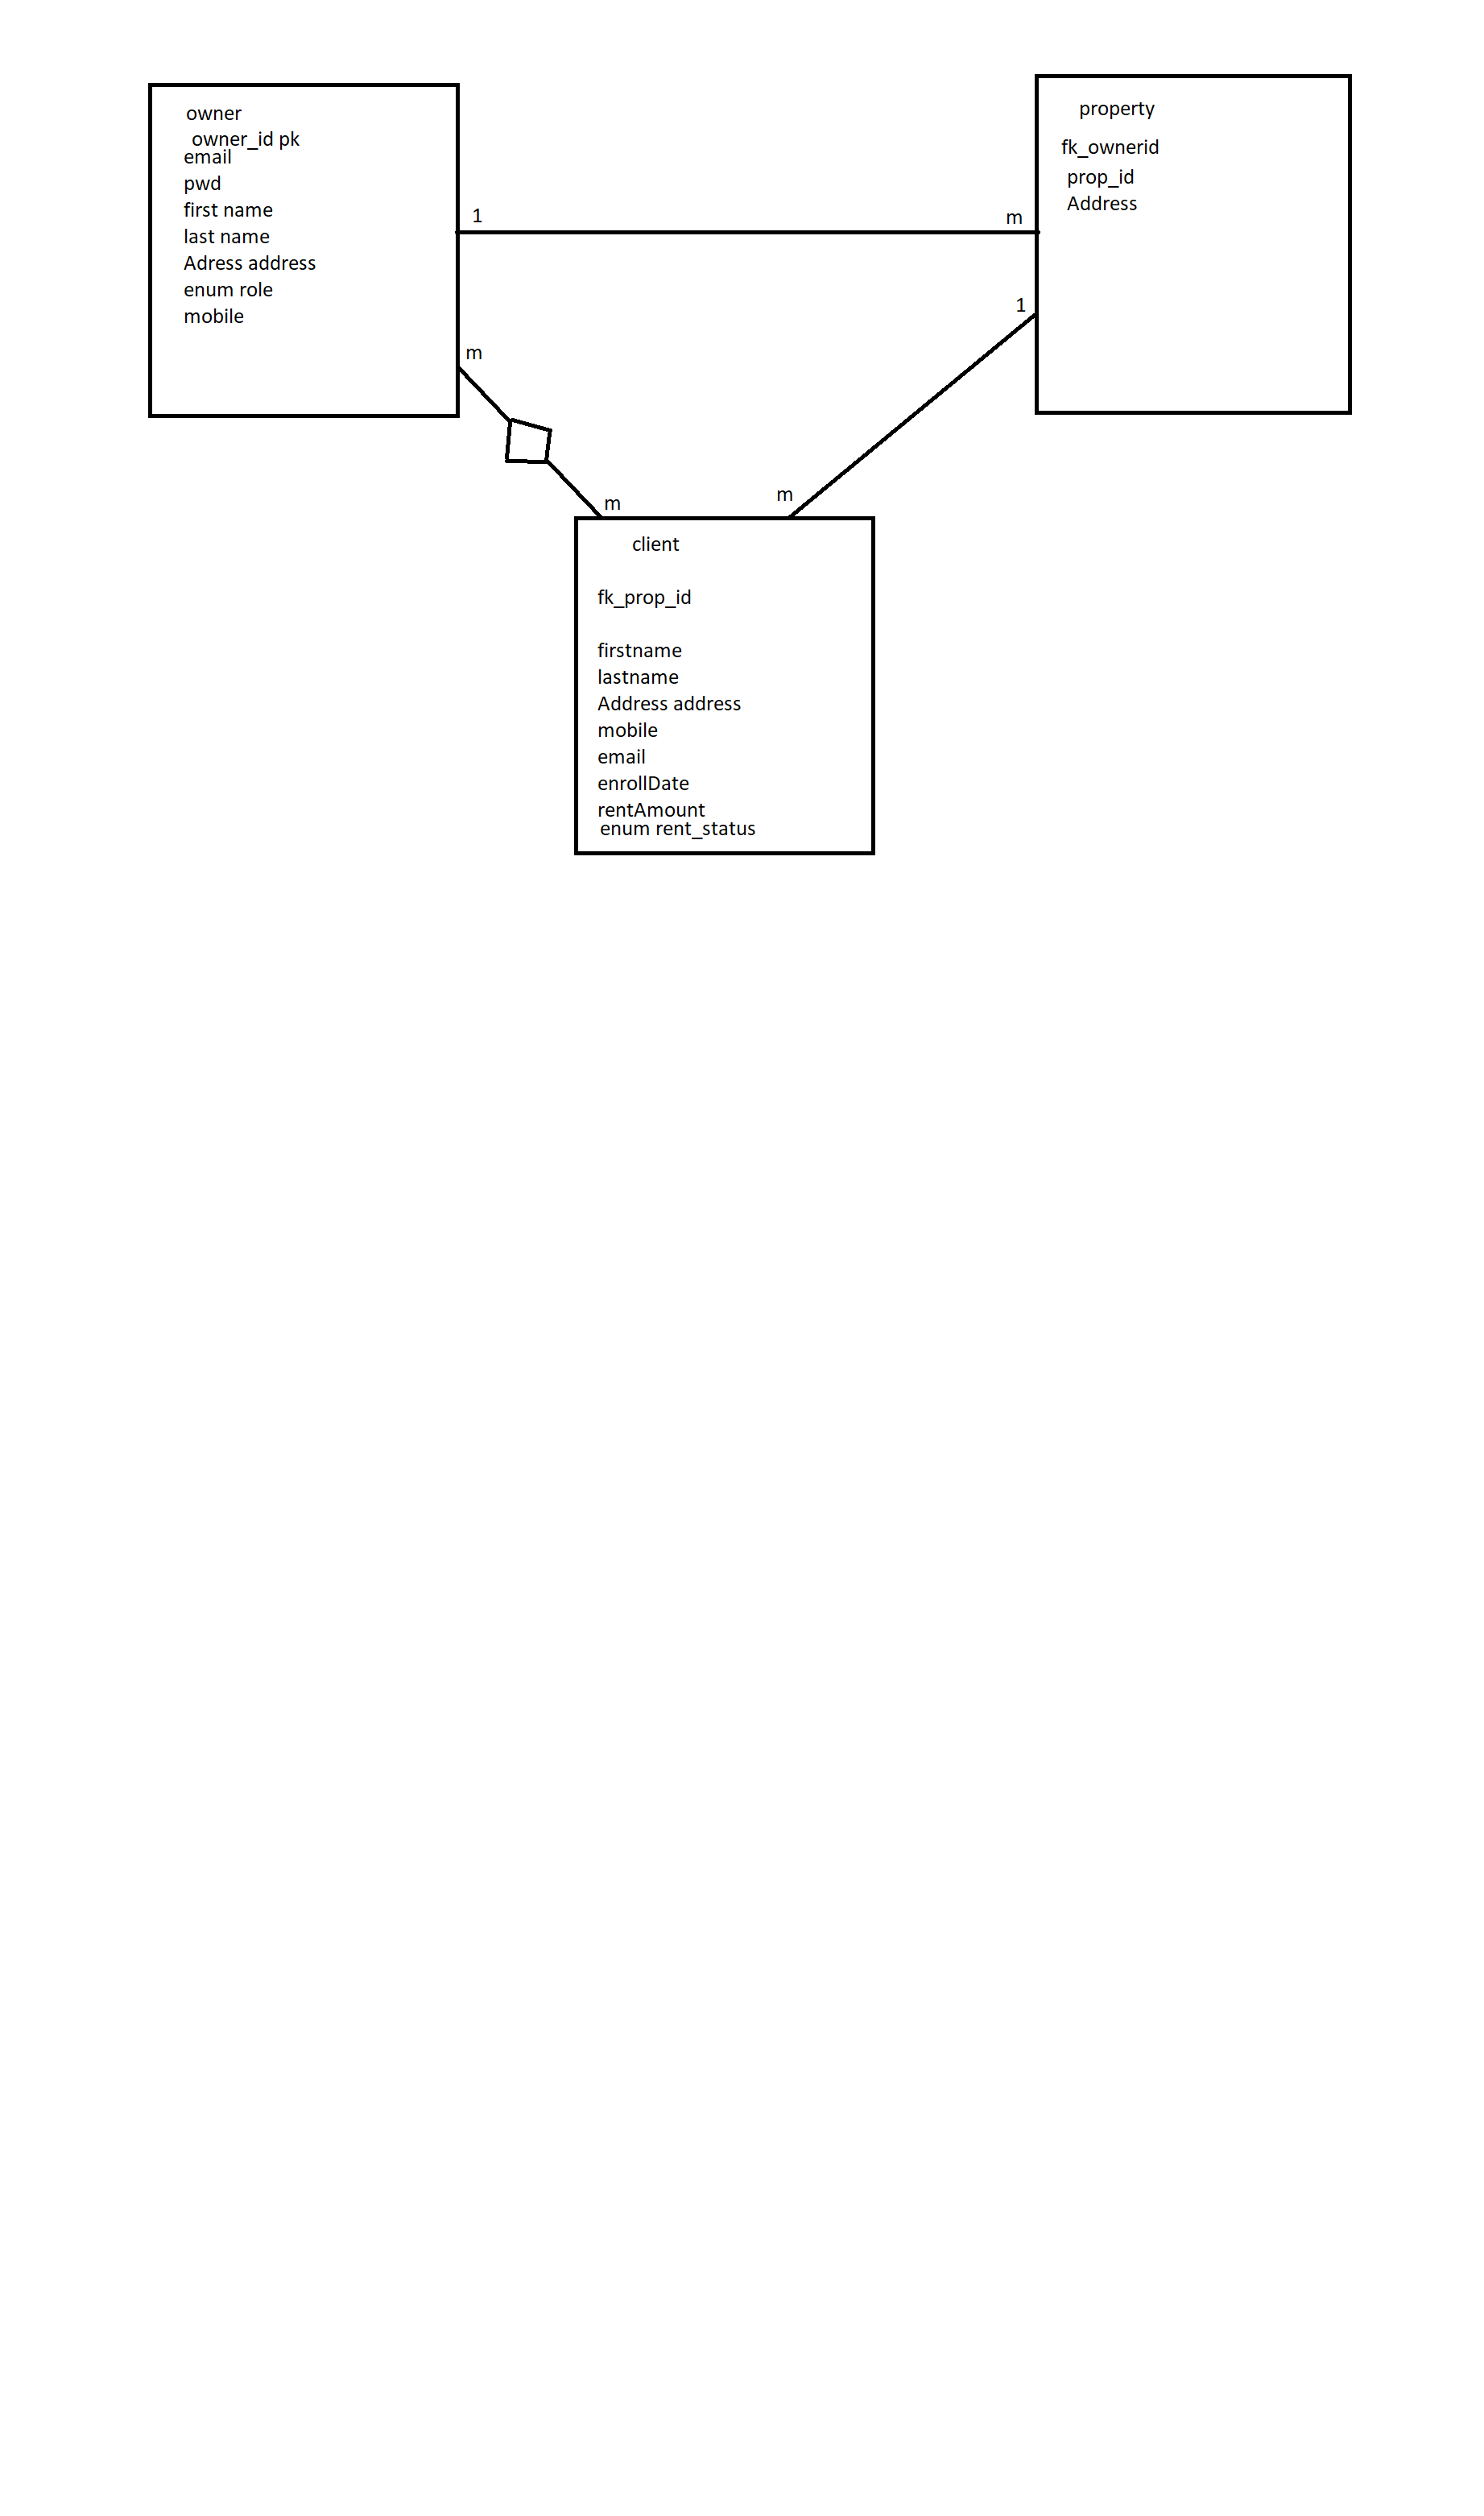 owner
owner_id pk
email
pwd
first name
last name
Adress address
enum role
mobile
property
fk_ownerid
prop_id
Address
1
m
1
m
m
m
client
fk_prop_id
firstname
lastname
Address address
mobile
email
enrollDate
rentAmount
enum rent_status